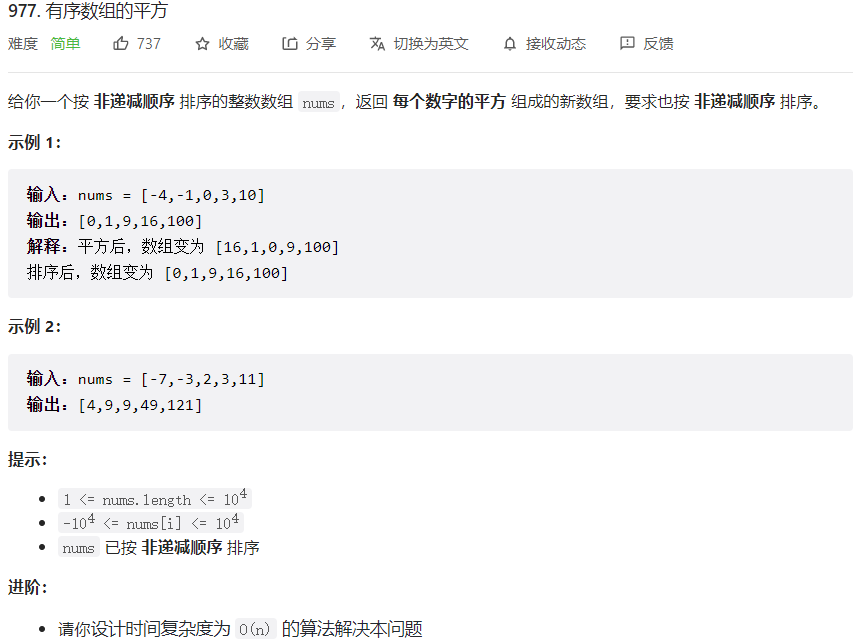 977. 有序数组的平方
难度 简单 737 收藏 分享 切换为英文 接收动态 反馈
给你一个按 非递减顺序 排序的整数数组 nums，返回 每个数字的平方 组成的新数组，要求也按 非递减顺序 排序。
示例 1：
输入：nums = [-4,-1,0,3,10]
输出：[0,1,9,16,100]
解释：平方后，数组变为 [16,1,0,9,100]
排序后，数组变为 [0,1,9,16,100]
示例 2：
输入：nums = [-7,-3,2,3,11]
输出：[4,9,9,49,121]
提示：
1 <= nums.length <= 10⁴
-10⁴ <= nums[i] <= 10⁴
nums 已按 非递减顺序 排序
进阶：
请你设计时间复杂度为 O(n) 的算法解决本问题